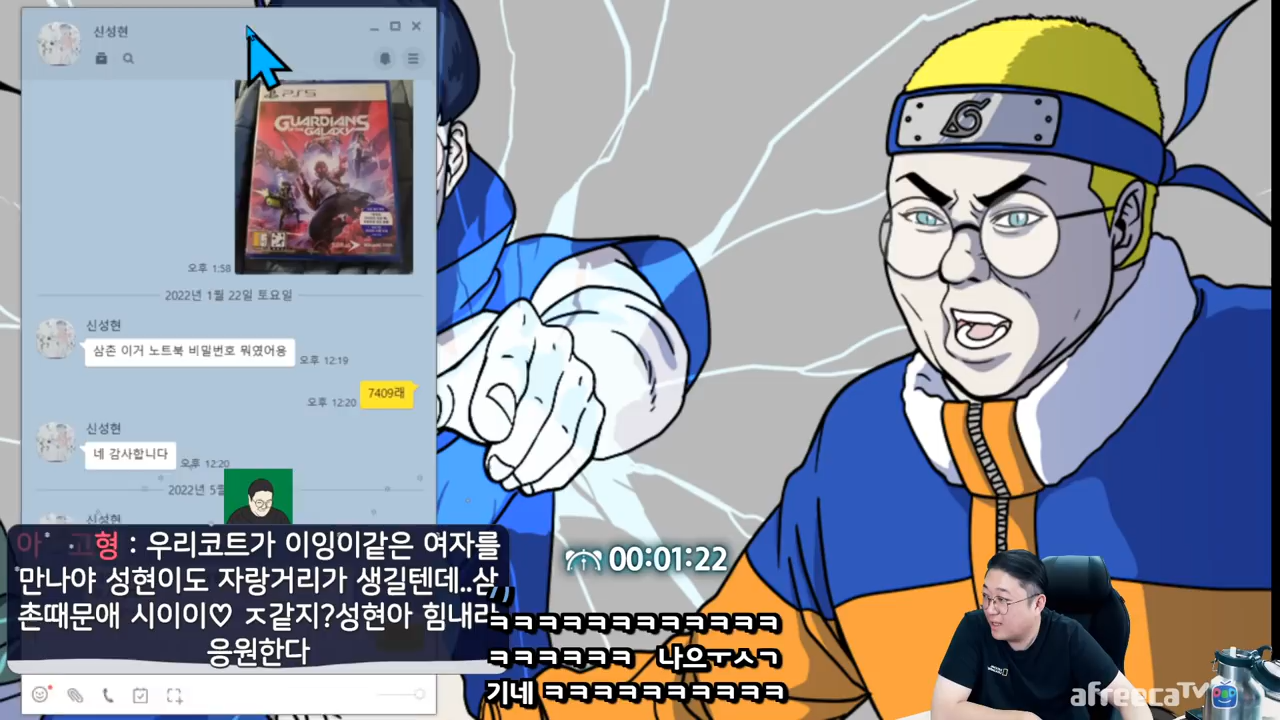 신성현
PS5
MARVEL
GUARDIANS
OF THE GALAXY
오후 1:58
2022년 1월 22일 토요일
신성현
삼촌 이거 노트북 비밀번호 뭐였어용
오후 12:19
오후 12:20
7409래
신성현
네 감사합니다
오후 12:20
2022년 5월
신성현
형 : 우리코트가 이잉이같은 여자를
만나야 성현이도 자랑거리가 생길텐데..삼
촌때문애 시이이♡ ㅈ같지?성현아 힘내라
응원한다
00:01:22
ㅋㅋㅋㅋㅋㅋㅋㅋㅋㅋㅋㅋ
ㅋㅋㅋㅋㅋㅋ 나으ㅜㅅㄱ
기네 ㅋㅋㅋㅋㅋㅋㅋㅋㅋㅋ
afreecaTV